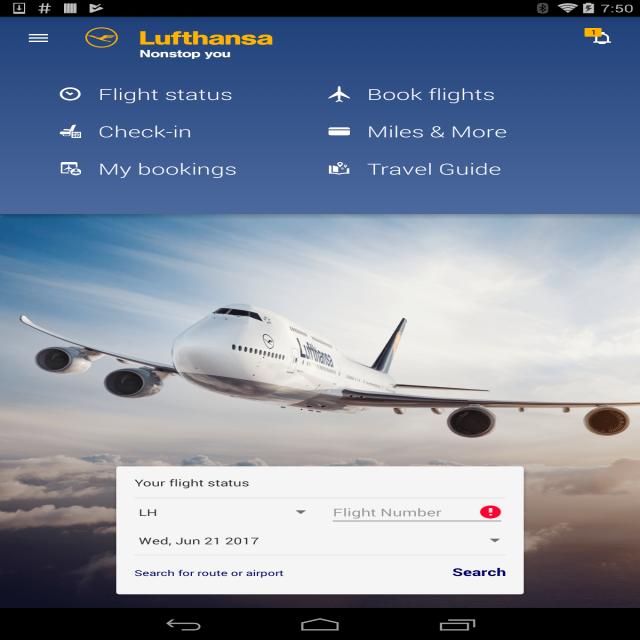 7:50
Lufthansa
Nonstop you
1
Flight status
Book flights
Check-in
Miles & More
My bookings
Travel Guide
Lufthansa
Your flight status
LH
Flight Number
Wed, Jun 21 2017
Search for route or airport
Search